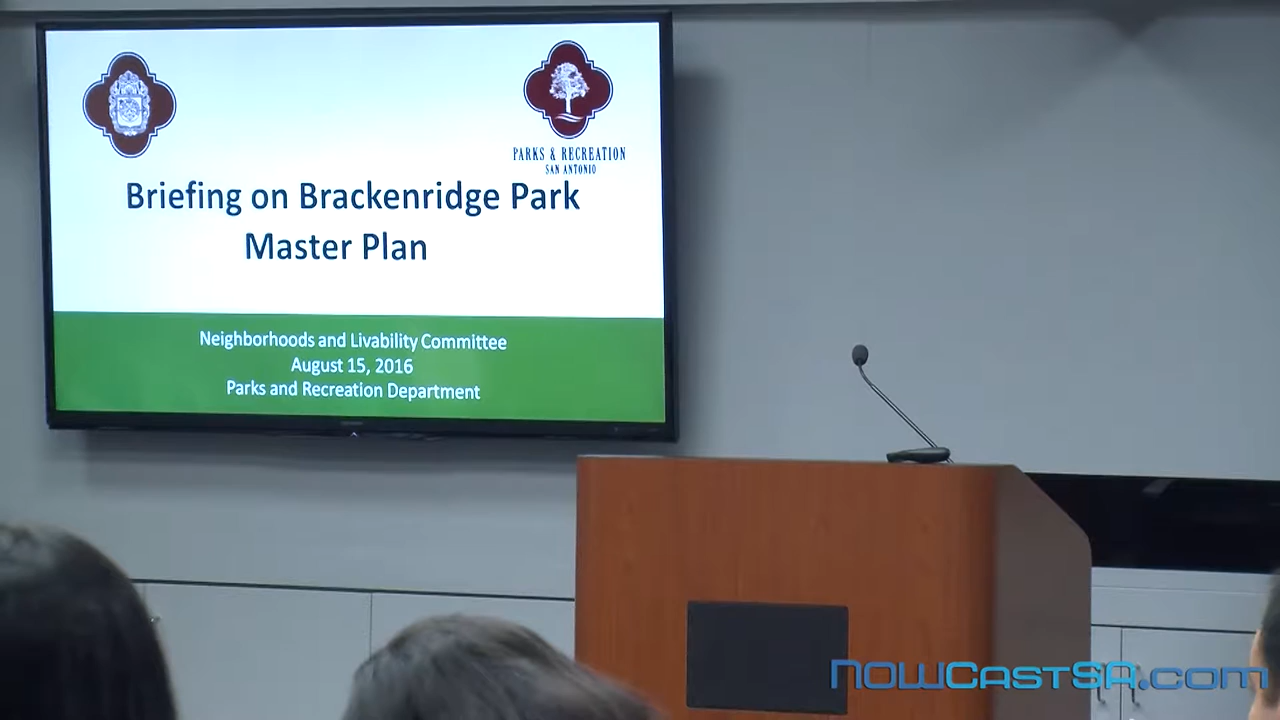 PARKS & RECREATION
SAN ANTONIO
Briefing on Brackenridge Park
Master Plan
Neighborhoods and Livability Committee
August 15, 2016
Parks and Recreation Department
NOWCASTSA.com